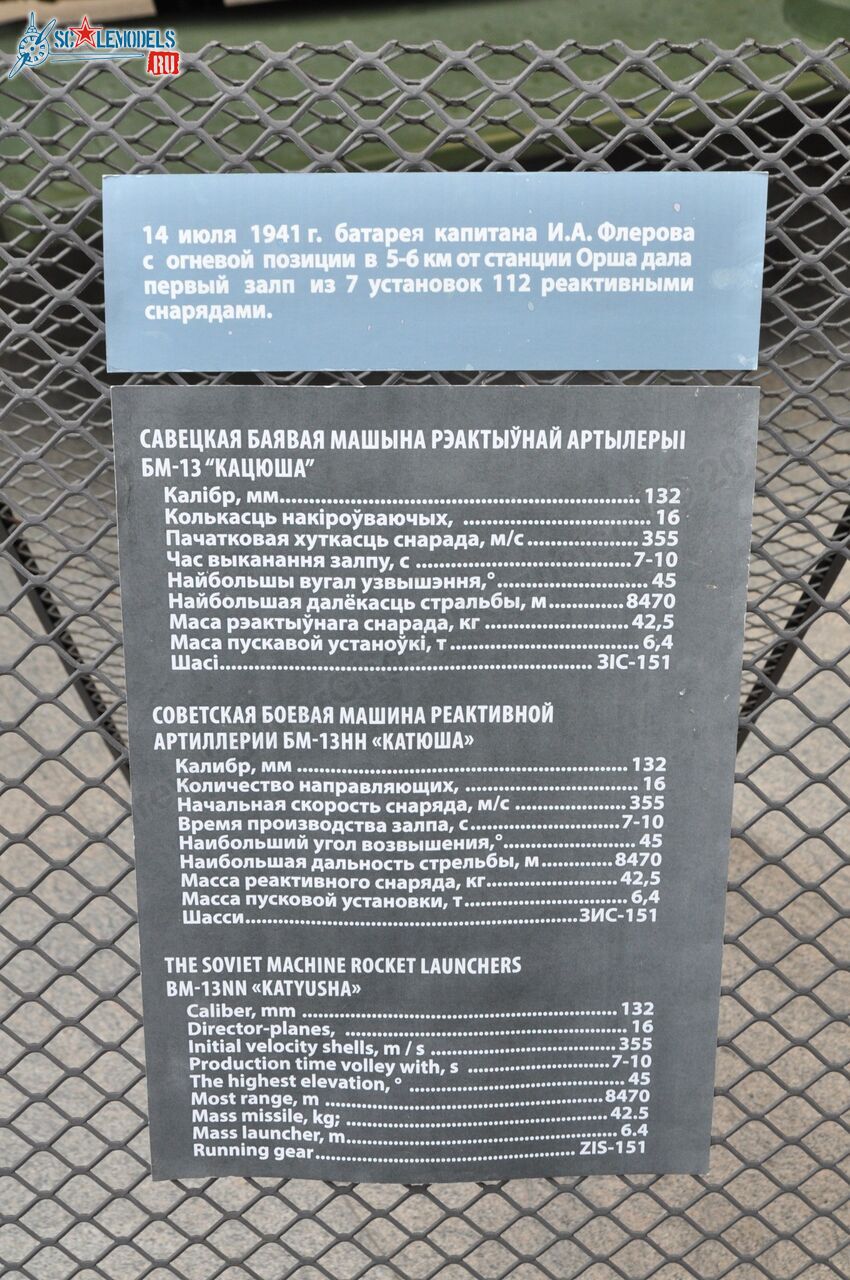 SCALEMODELS
RU
14 июля 1941 г. батарея капитана И.А. Флерова
с огневой позиции в 5-6 км от станции Орша дала
первый залп из 7 установок 112 реактивными
снарядами.
САВЕЦКАЯ БАЯВАЯ МАШЫНА РЭАКТЫЎНАЙ АРТЫЛЕРЫІ
БМ-13 “КАЦЮША”
Калібр, мм.......... 132
Колькасць накіроўваючых, .......... 16
Пачатковая хуткасць снарада, м/с .......... 355
Час выканання залпу, с .......... 7-10
Найбольшы вугал узвышэння,° .......... 45
Найбольшая далёкасць стральбы, м .......... 8470
Маса рэактыўнага снарада, кг .......... 42,5
Маса пускавой устаноўкі, т .......... 6,4
Шасі .......... ЗІС-151
СОВЕТСКАЯ БОЕВАЯ МАШИНА РЕАКТИВНОЙ
АРТИЛЛЕРИИ БМ-13НН «КАТЮША»
Калибр, мм .......... 132
Количество направляющих, .......... 16
Начальная скорость снаряда, м/с .......... 355
Время производства залпа, с .......... 7-10
Наибольший угол возвышения,° .......... 45
Наибольшая дальность стрельбы, м .......... 8470
Масса реактивного снаряда, кг .......... 42,5
Масса пусковой установки, т .......... 6,4
Шасси .......... ЗИС-151
THE SOVIET MACHINE ROCKET LAUNCHERS
BM-13NN «KATYUSHA»
Caliber, mm .......... 132
Director-planes, .......... 16
Initial velocity shells, m / s .......... 355
Production time volley with, s .......... 7-10
The highest elevation, ° .......... 45
Most range, m .......... 8470
Mass missile, kg; .......... 42.5
Mass launcher, m .......... 6.4
Running gear .......... ZIS-151